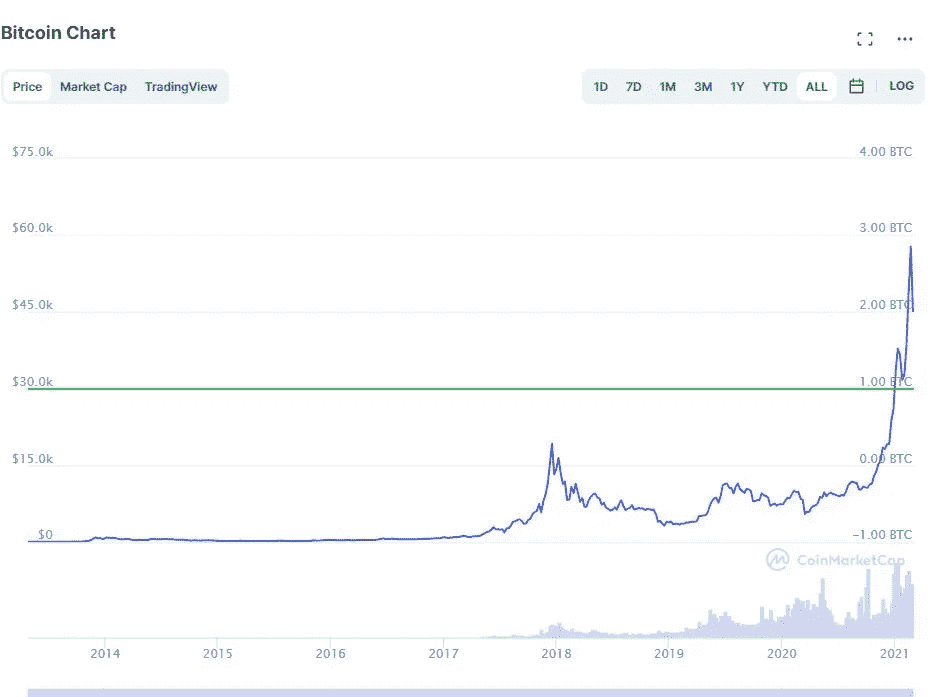 Bitcoin Chart
Price Market Cap TradingView
1D 7D 1M 3M 1Y YTD ALL LOG
$75.0k 4.00 BTC
$60.0k 3.00 BTC
$45.0k 2.00 BTC
$30.0k 1.00 BTC
$15.0k 0.00 BTC
$0 -1.00 BTC
CoinMarketCap
2014 2015 2016 2017 2018 2019 2020 2021